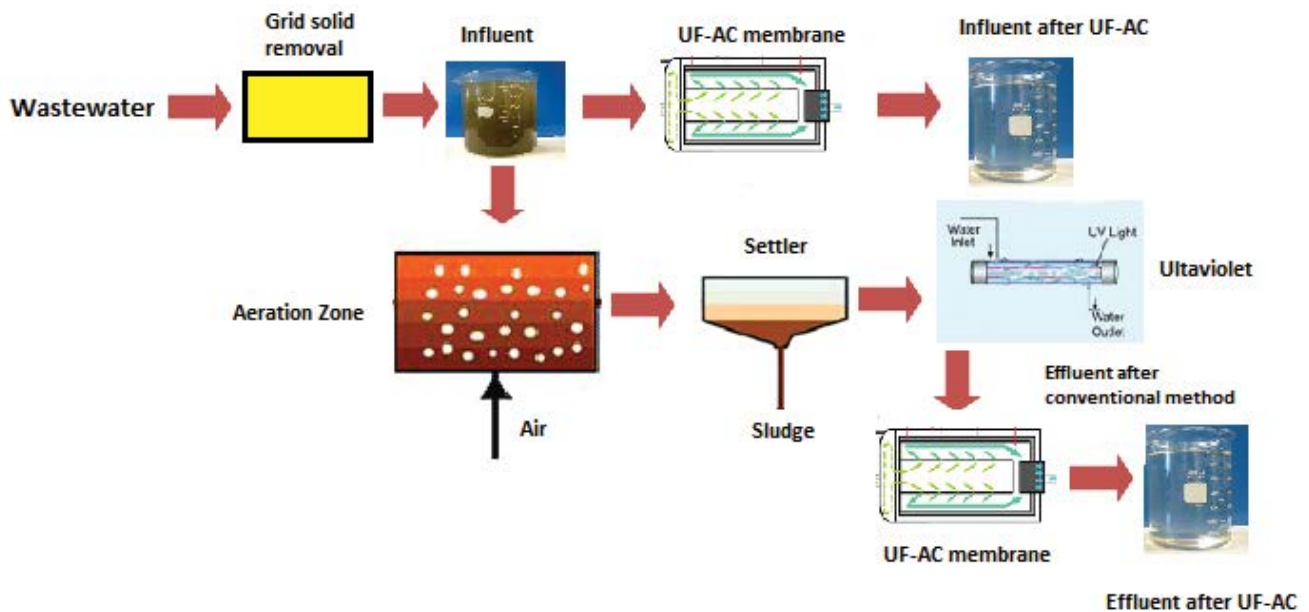 Grid solid
removal
Influent
UF-AC membrane
Influent after UF-AC
Wastewater
Water
Inlet
UV Light
Settler
Ultaviolet
Aeration Zone
Water
Outlet
Effluent after
conventional method
Air
Sludge
UF-AC membrane
Effluent after UF-AC